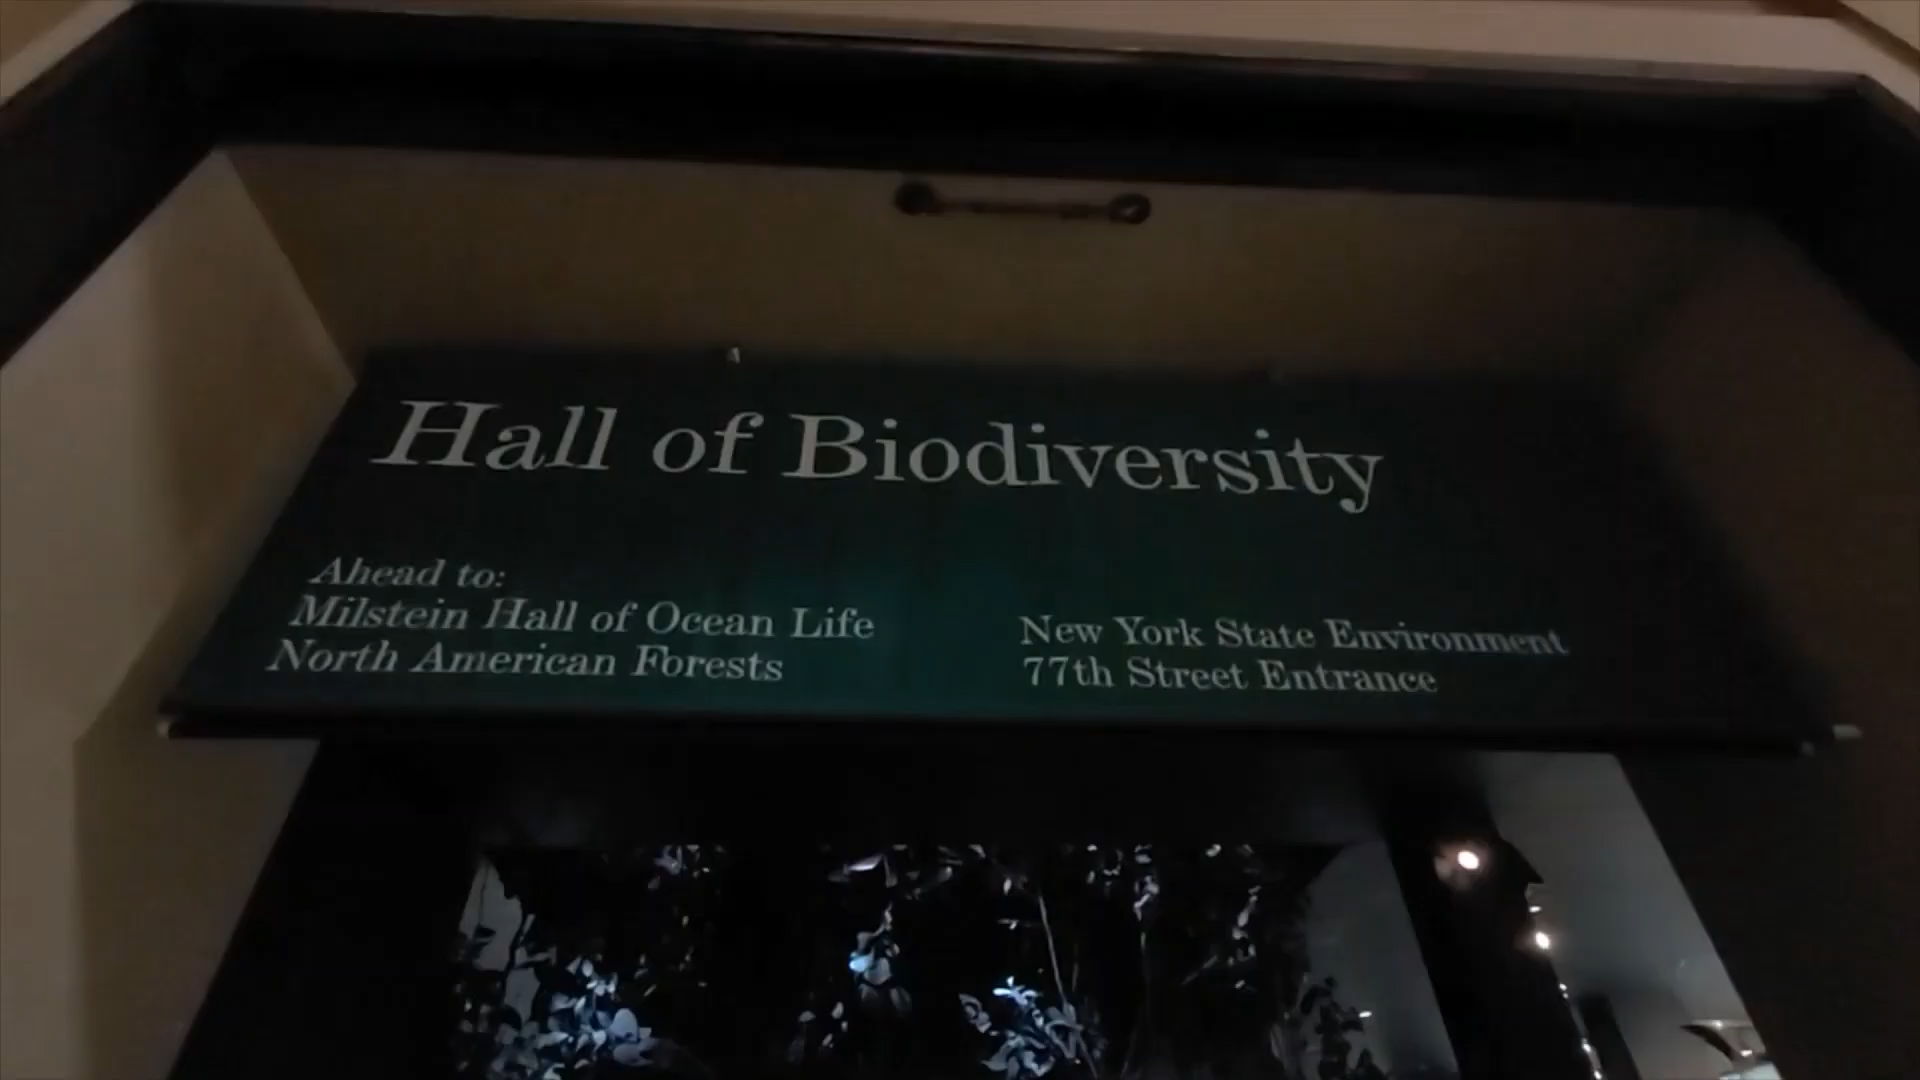 Hall of Biodiversity
Ahead to:
Milstein Hall of Ocean Life
North American Forests
New York State Environment
77th Street Entrance